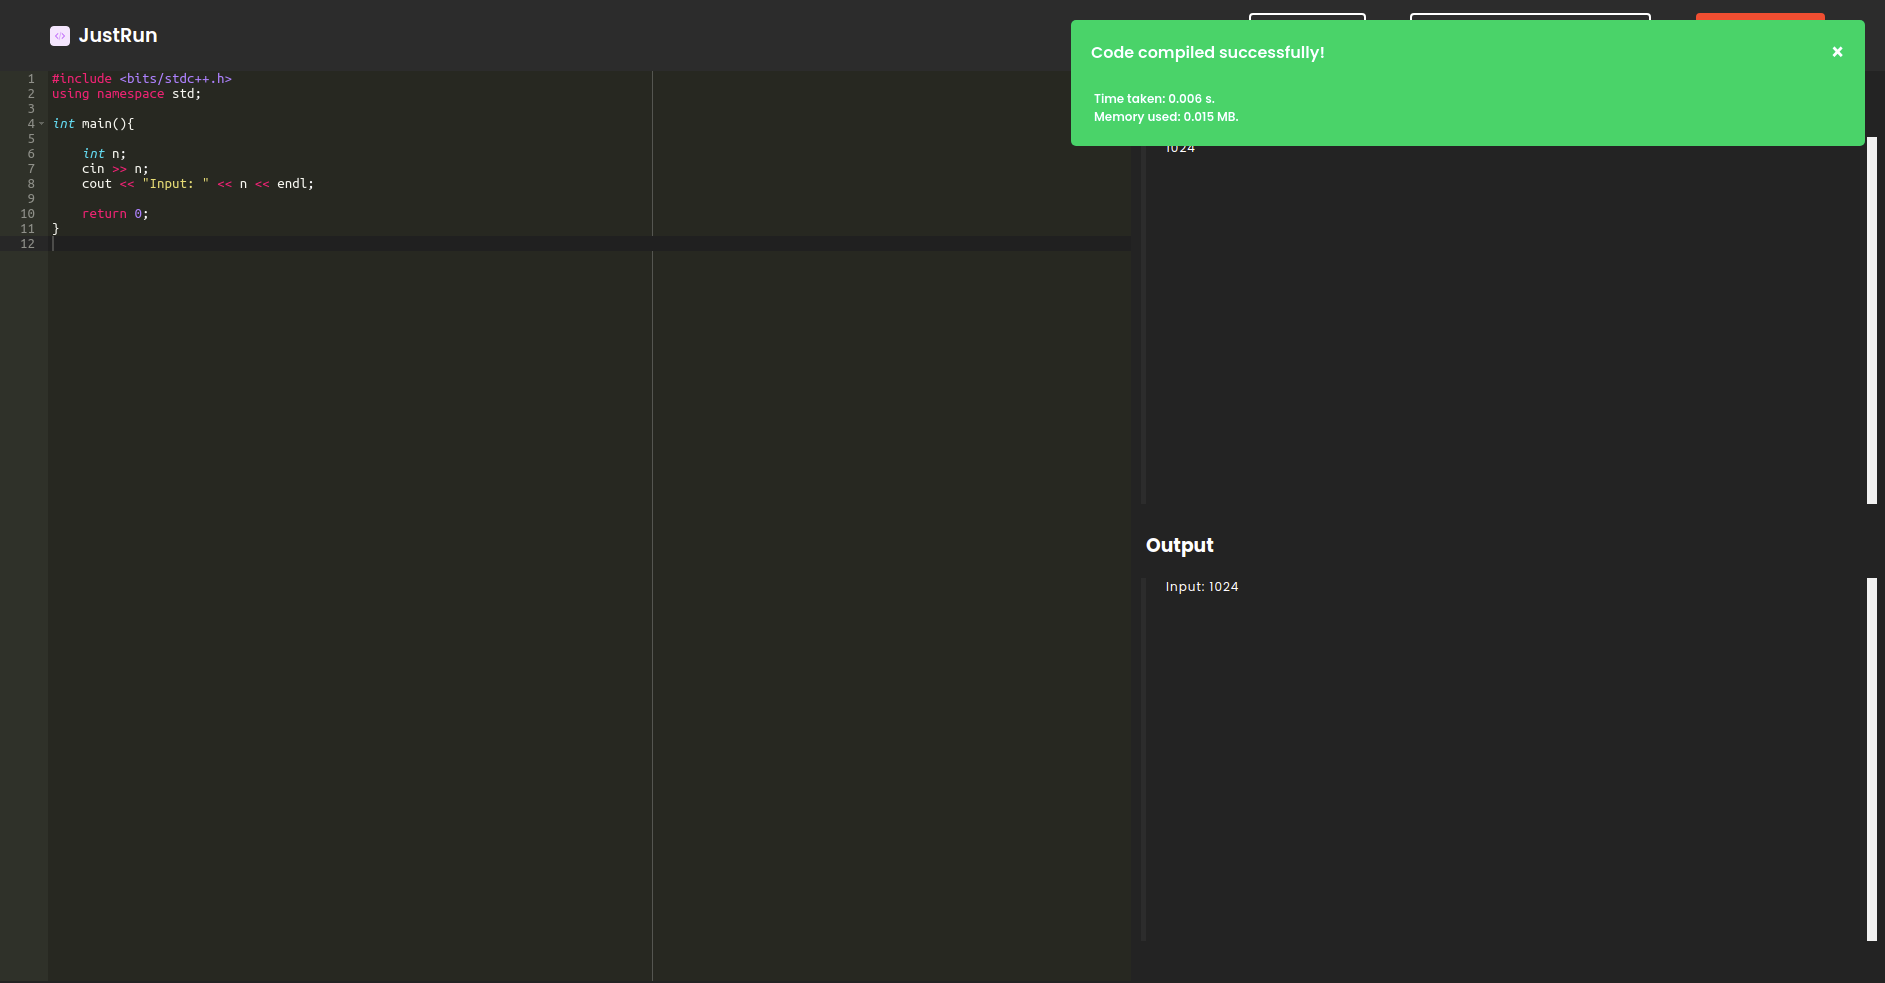 JustRun
Code compiled successfully!
Time taken: 0.006 s.
Memory used: 0.015 MB.
1 #include <bits/stdc++.h>
2 using namespace std;
3
4 int main(){
5
6     int n;
7     cin >> n;
8     cout << "Input: " << n << endl;
9
10     return 0;
11 }
12
1024
Output
Input: 1024